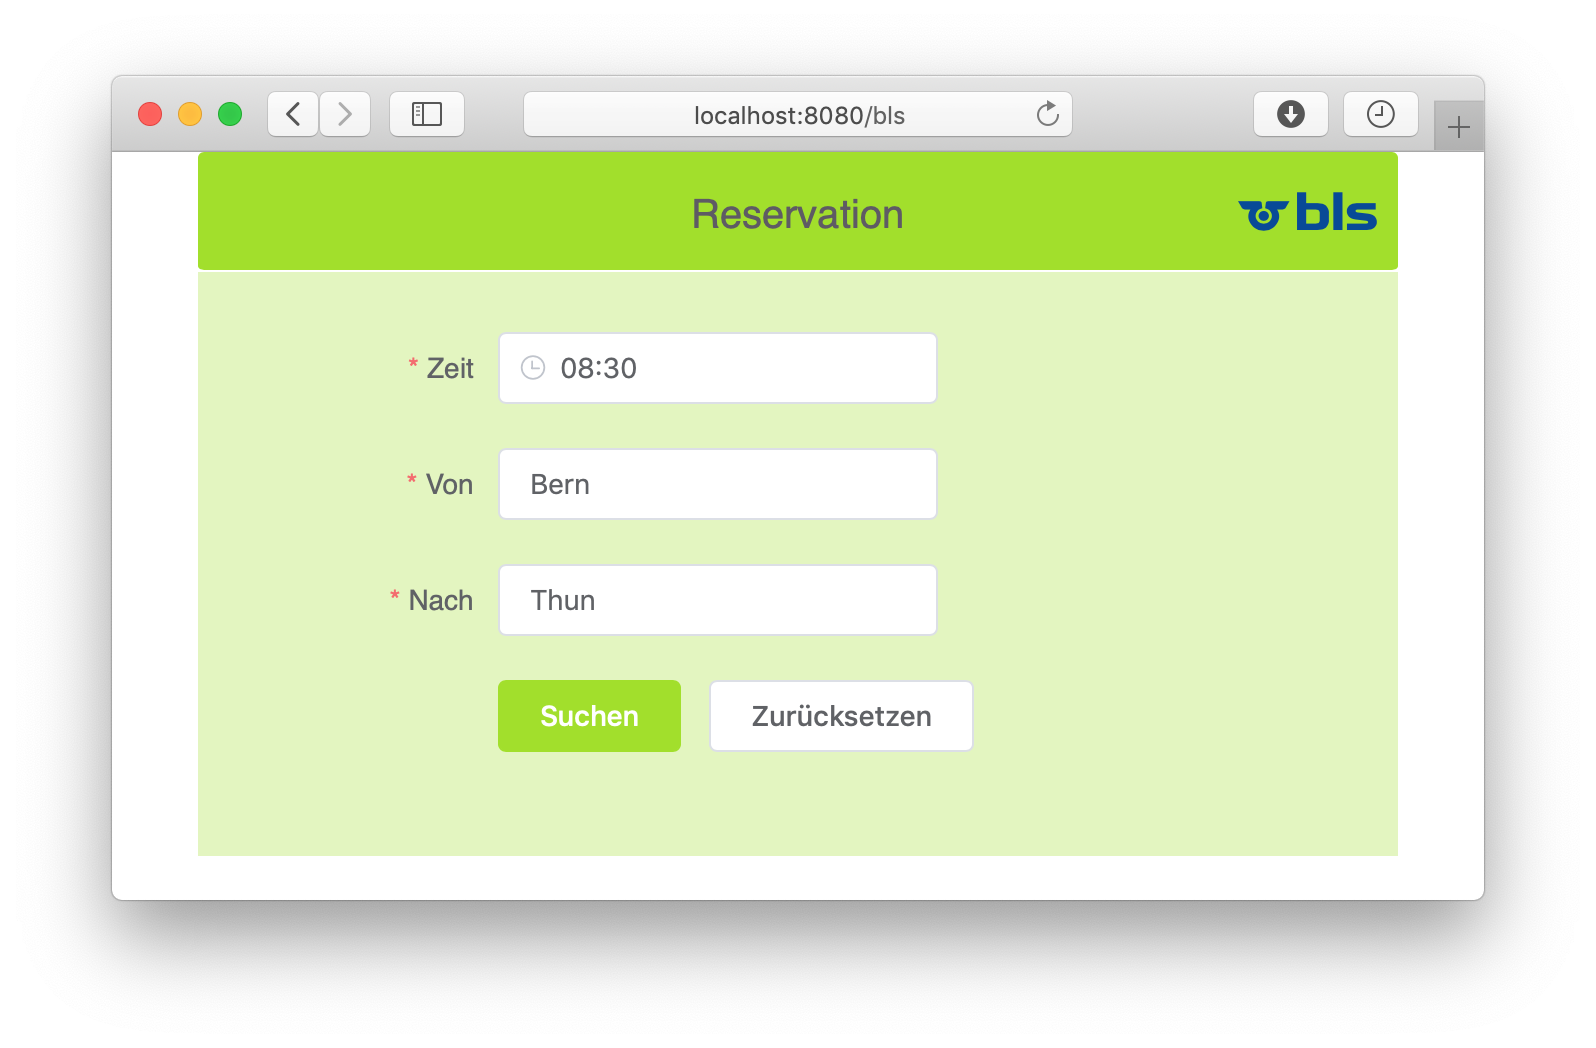 localhost:8080/bls
Reservation
bls
* Zeit
08:30
* Von
Bern
* Nach
Thun
Suchen
Zurücksetzen